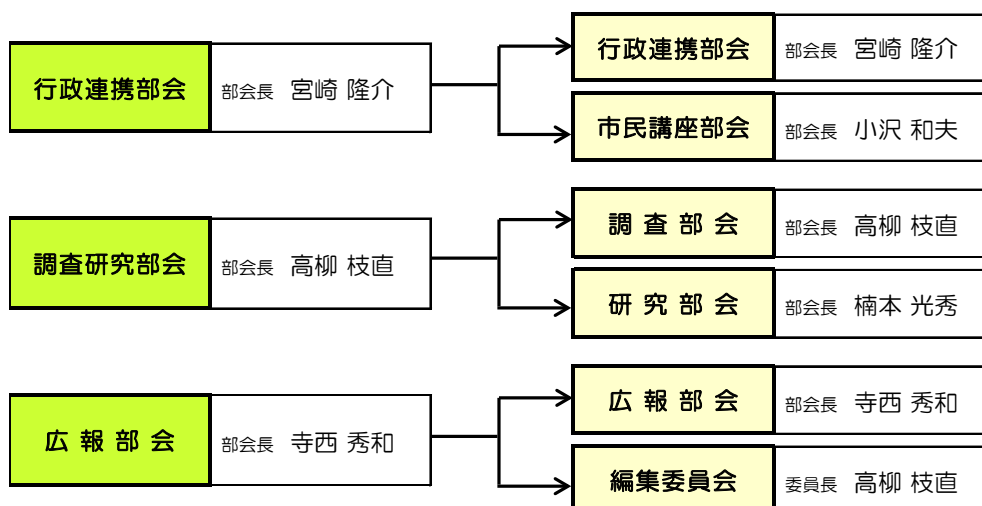 行政連携部会 部会長 宮崎 隆介
行政連携部会 部会長 宮崎 隆介
市民講座部会 部会長 小沢 和夫
調査研究部会 部会長 高柳 枝直
調 査 部 会 部会長 高柳 枝直
研 究 部 会 部会長 楠本 光秀
広 報 部 会 部会長 寺西 秀和
広 報 部 会 部会長 寺西 秀和
編集委員会 委員長 高柳 枝直